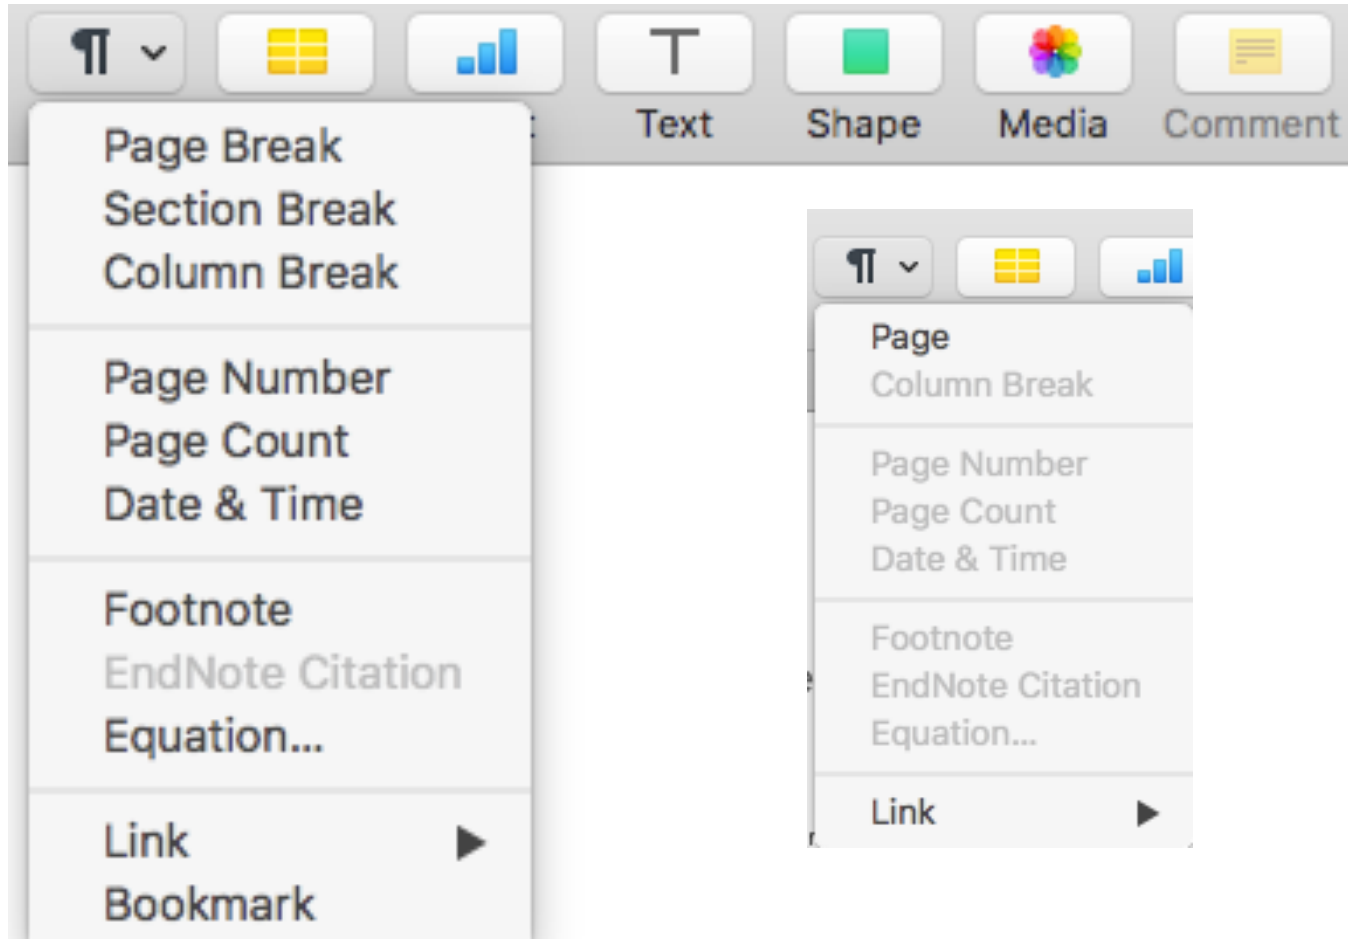 Text
Shape
Media
Comment
Page Break
Section Break
Column Break
Page Number
Page Count
Date & Time
Footnote
EndNote Citation
Equation...
Link
Bookmark
Page
Column Break
Page Number
Page Count
Date & Time
Footnote
EndNote Citation
Equation...
Link